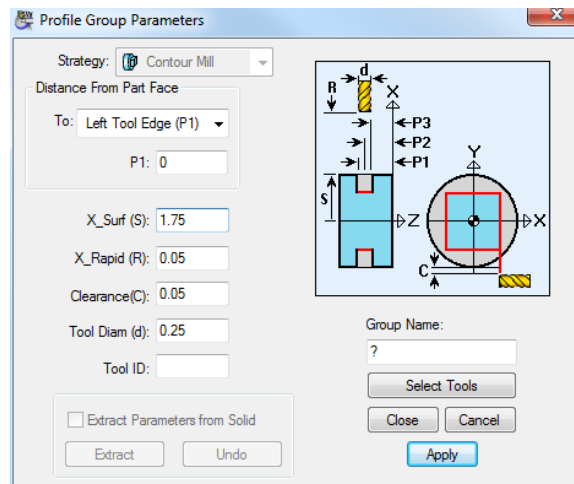 Profile Group Parameters
Strategy: Contour Mill
Distance From Part Face
To: Left Tool Edge (P1)
P1: 0
X_Surf (S): 1.75
X_Rapid (R): 0.05
Clearance(C): 0.05
Tool Diam (d): 0.25
Tool ID:
Extract Parameters from Solid
Extract Undo
d
R
X
P3
P2
P1
S
Z
Y
X
C
Group Name:
?
Select Tools
Close Cancel
Apply